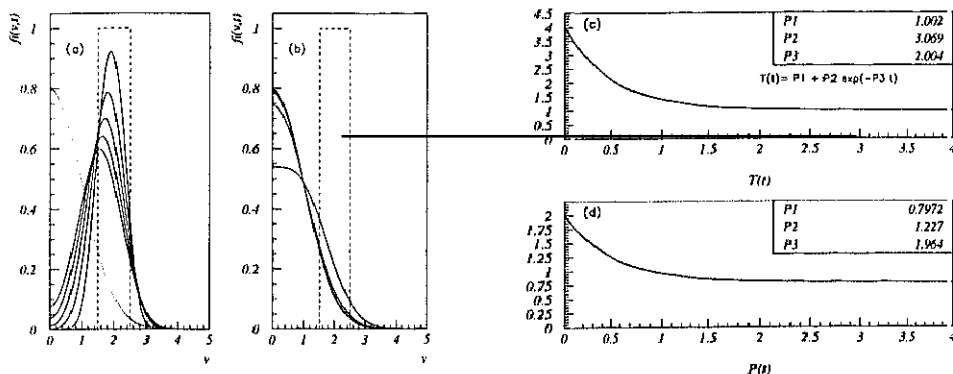 fi(v,t)
(a)
1
0.8
0.6
0.4
0.2
0
0 1 2 3 4 5
v
fi(v,t)
(b)
1
0.8
0.6
0.4
0.2
0
0 1 2 3 4 5
v
(c)
4.5
4
3.5
3
2.5
2
1.5
1
0.5
0
0 0.5 1 1.5 2 2.5 3 3.5 4
T(t)
P1 1.002
P2 3.069
P3 2.004
T(t)= P1 + P2 exp(-P3 t)
(d)
2
1.75
1.5
1.25
1
0.75
0.5
0.25
0
0 0.5 1 1.5 2 2.5 3 3.5 4
P(t)
P1 0.7972
P2 1.227
P3 1.964